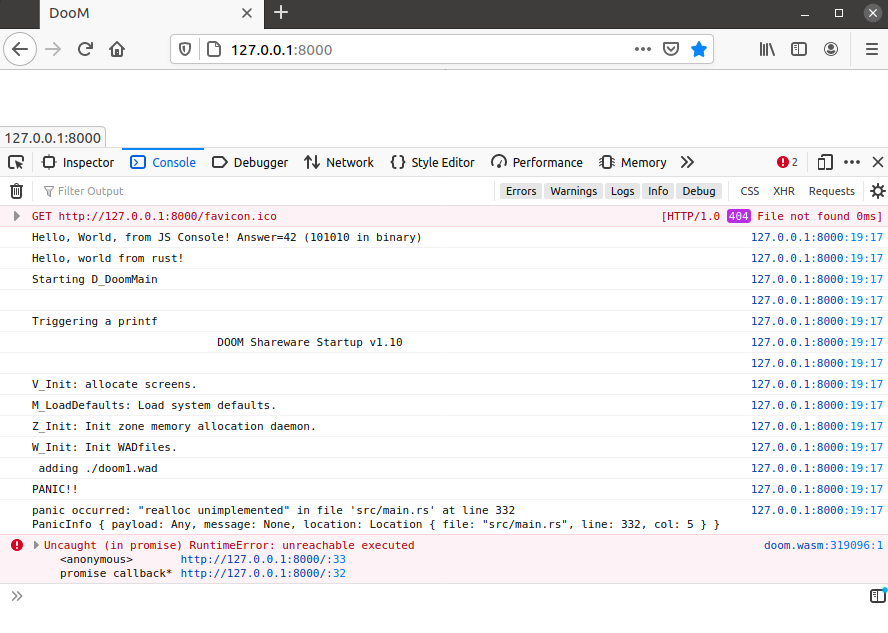 DooM
127.0.0.1:8000
127.0.0.1:8000
Inspector Console Debugger Network Style Editor Performance Memory 2
Filter Output Errors Warnings Logs Info Debug CSS XHR Requests
GET http://127.0.0.1:8000/favicon.ico [HTTP/1.0 404 File not found 0ms]
Hello, World, from JS Console! Answer=42 (101010 in binary) 127.0.0.1:8000:19:17
Hello, world from rust! 127.0.0.1:8000:19:17
Starting D_DoomMain 127.0.0.1:8000:19:17
127.0.0.1:8000:19:17
Triggering a printf 127.0.0.1:8000:19:17
DOOM Shareware Startup v1.10 127.0.0.1:8000:19:17
127.0.0.1:8000:19:17
V_Init: allocate screens. 127.0.0.1:8000:19:17
M_LoadDefaults: Load system defaults. 127.0.0.1:8000:19:17
Z_Init: Init zone memory allocation daemon. 127.0.0.1:8000:19:17
W_Init: Init WADfiles. 127.0.0.1:8000:19:17
adding ./doom1.wad 127.0.0.1:8000:19:17
PANIC!! 127.0.0.1:8000:19:17
panic occurred: "realloc unimplemented" in file 'src/main.rs' at line 332 127.0.0.1:8000:19:17
PanicInfo { payload: Any, message: None, location: Location { file: "src/main.rs", line: 332, col: 5 } }
Uncaught (in promise) RuntimeError: unreachable executed doom.wasm:319096:1
<anonymous> http://127.0.0.1:8000/:33
promise callback* http://127.0.0.1:8000/:32